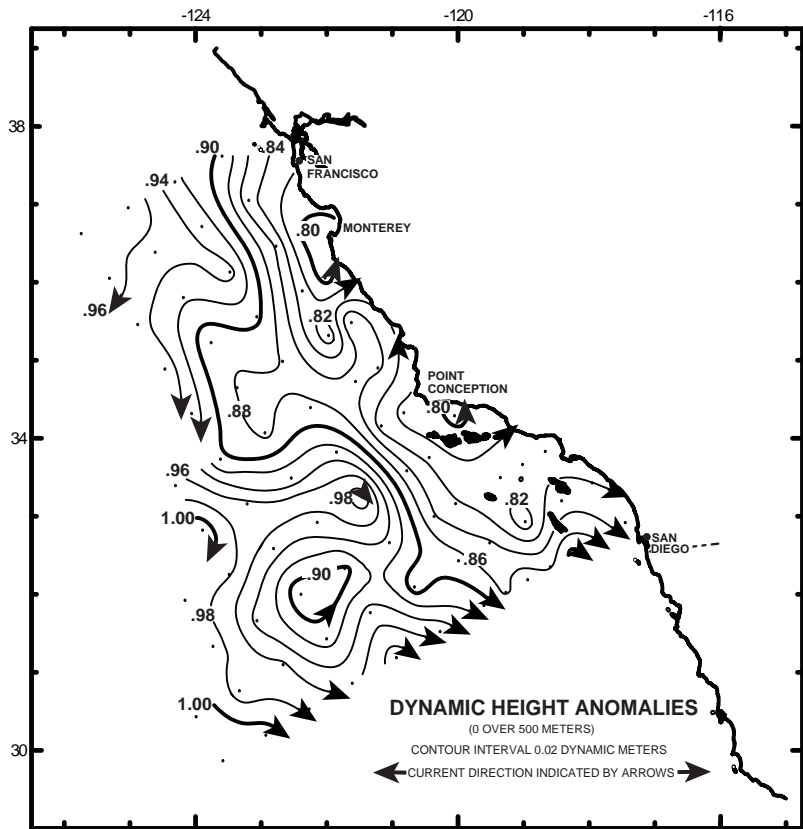 -124 -120 -116
38
.90 .84
SAN
FRANCISCO
.94
.80 MONTEREY
.96
.82
POINT
CONCEPTION
.88 .80
34
.96
.98 .82
1.00
SAN
DIEGO
.86
.90
.98
1.00
DYNAMIC HEIGHT ANOMALIES
(0 OVER 500 METERS)
30
CONTOUR INTERVAL 0.02 DYNAMIC METERS
CURRENT DIRECTION INDICATED BY ARROWS